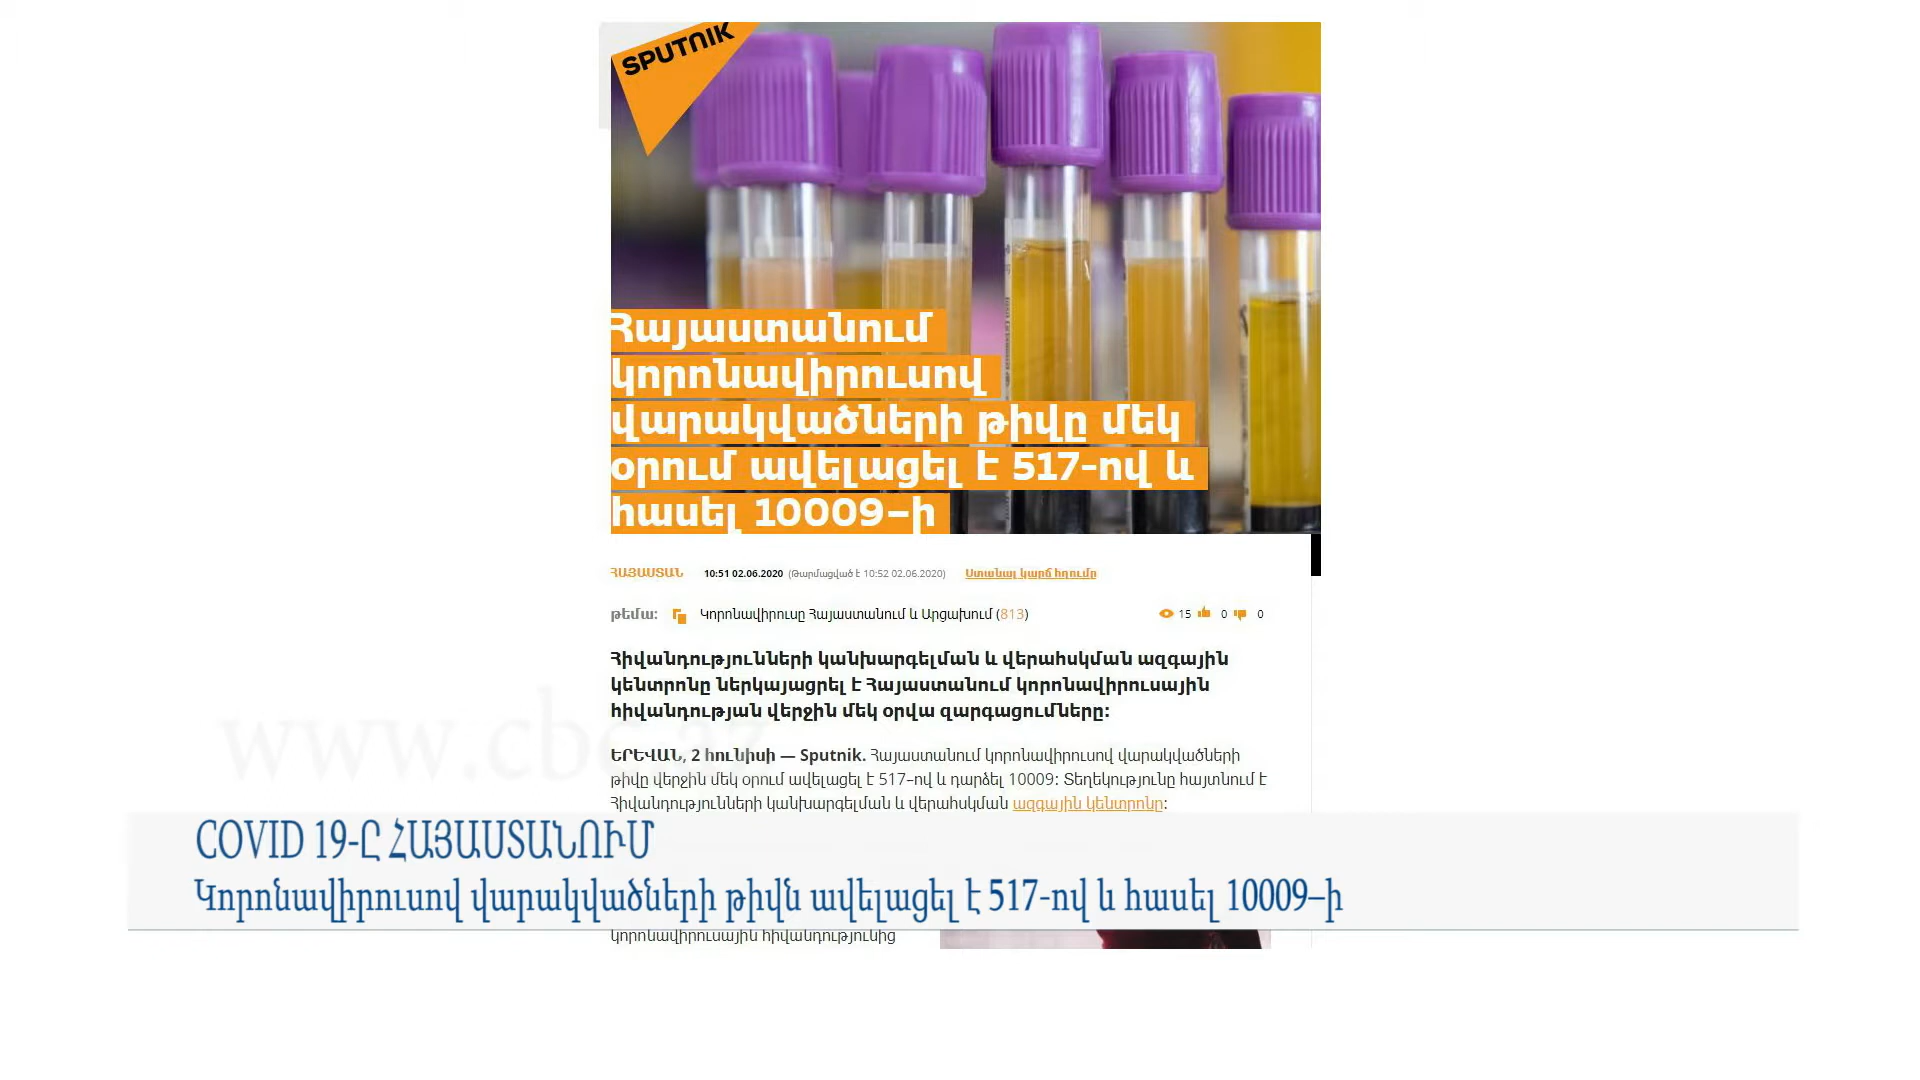 SPUTNIK
Հայաստանում
կորոնավիրուսով
վարակվածների թիվը մեկ
օրում ավելացել է 517-ով և
հասել 10009–ի
ՀԱՅԱՍՏԱՆ 10:51 02.06.2020 (Թարմացված է 10:52 02.06.2020) Ստանալ կարճ հղումը
թեմա: Կորոնավիրուսը Հայաստանում և Արցախում (813) 15 0 0
Հիվանդությունների կանխարգելման և վերահսկման ազգային
կենտրոնը ներկայացրել է Հայաստանում կորոնավիրուսային
հիվանդության վերջին մեկ օրվա զարգացումները:
ԵՐԵՎԱՆ, 2 հունիսի — Sputnik. Հայաստանում կորոնավիրուսով վարակվածների
թիվը վերջին մեկ օրում ավելացել է 517–ով և դարձել 10009: Տեղեկությունը հայտնում է
Հիվանդությունների կանխարգելման և վերահսկման ազգային կենտրոնը:
www.cbc.az
COVID 19-Ը ՀԱՅԱՍՏԱՆՈՒՄ
Կորոնավիրուսով վարակվածների թիվն ավելացել է 517-ով և հասել 10009–ի
կորոնավիրուսային հիվանդությունից